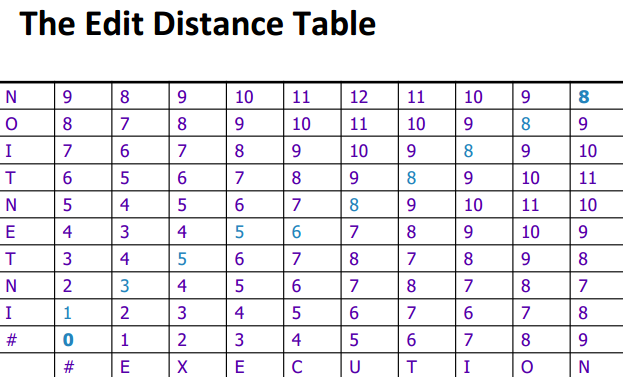 The Edit Distance Table
N 9 8 9 10 11 12 11 10 9 8
O 8 7 8 9 10 11 10 9 8 9
I 7 6 7 8 9 10 9 8 9 10
T 6 5 6 7 8 9 8 9 10 11
N 5 4 5 6 7 8 9 10 11 10
E 4 3 4 5 6 7 8 9 10 9
T 3 4 5 6 7 8 7 8 9 8
N 2 3 4 5 6 7 8 7 8 7
I 1 2 3 4 5 6 7 6 7 8
# 0 1 2 3 4 5 6 7 8 9
# E X E C U T I O N